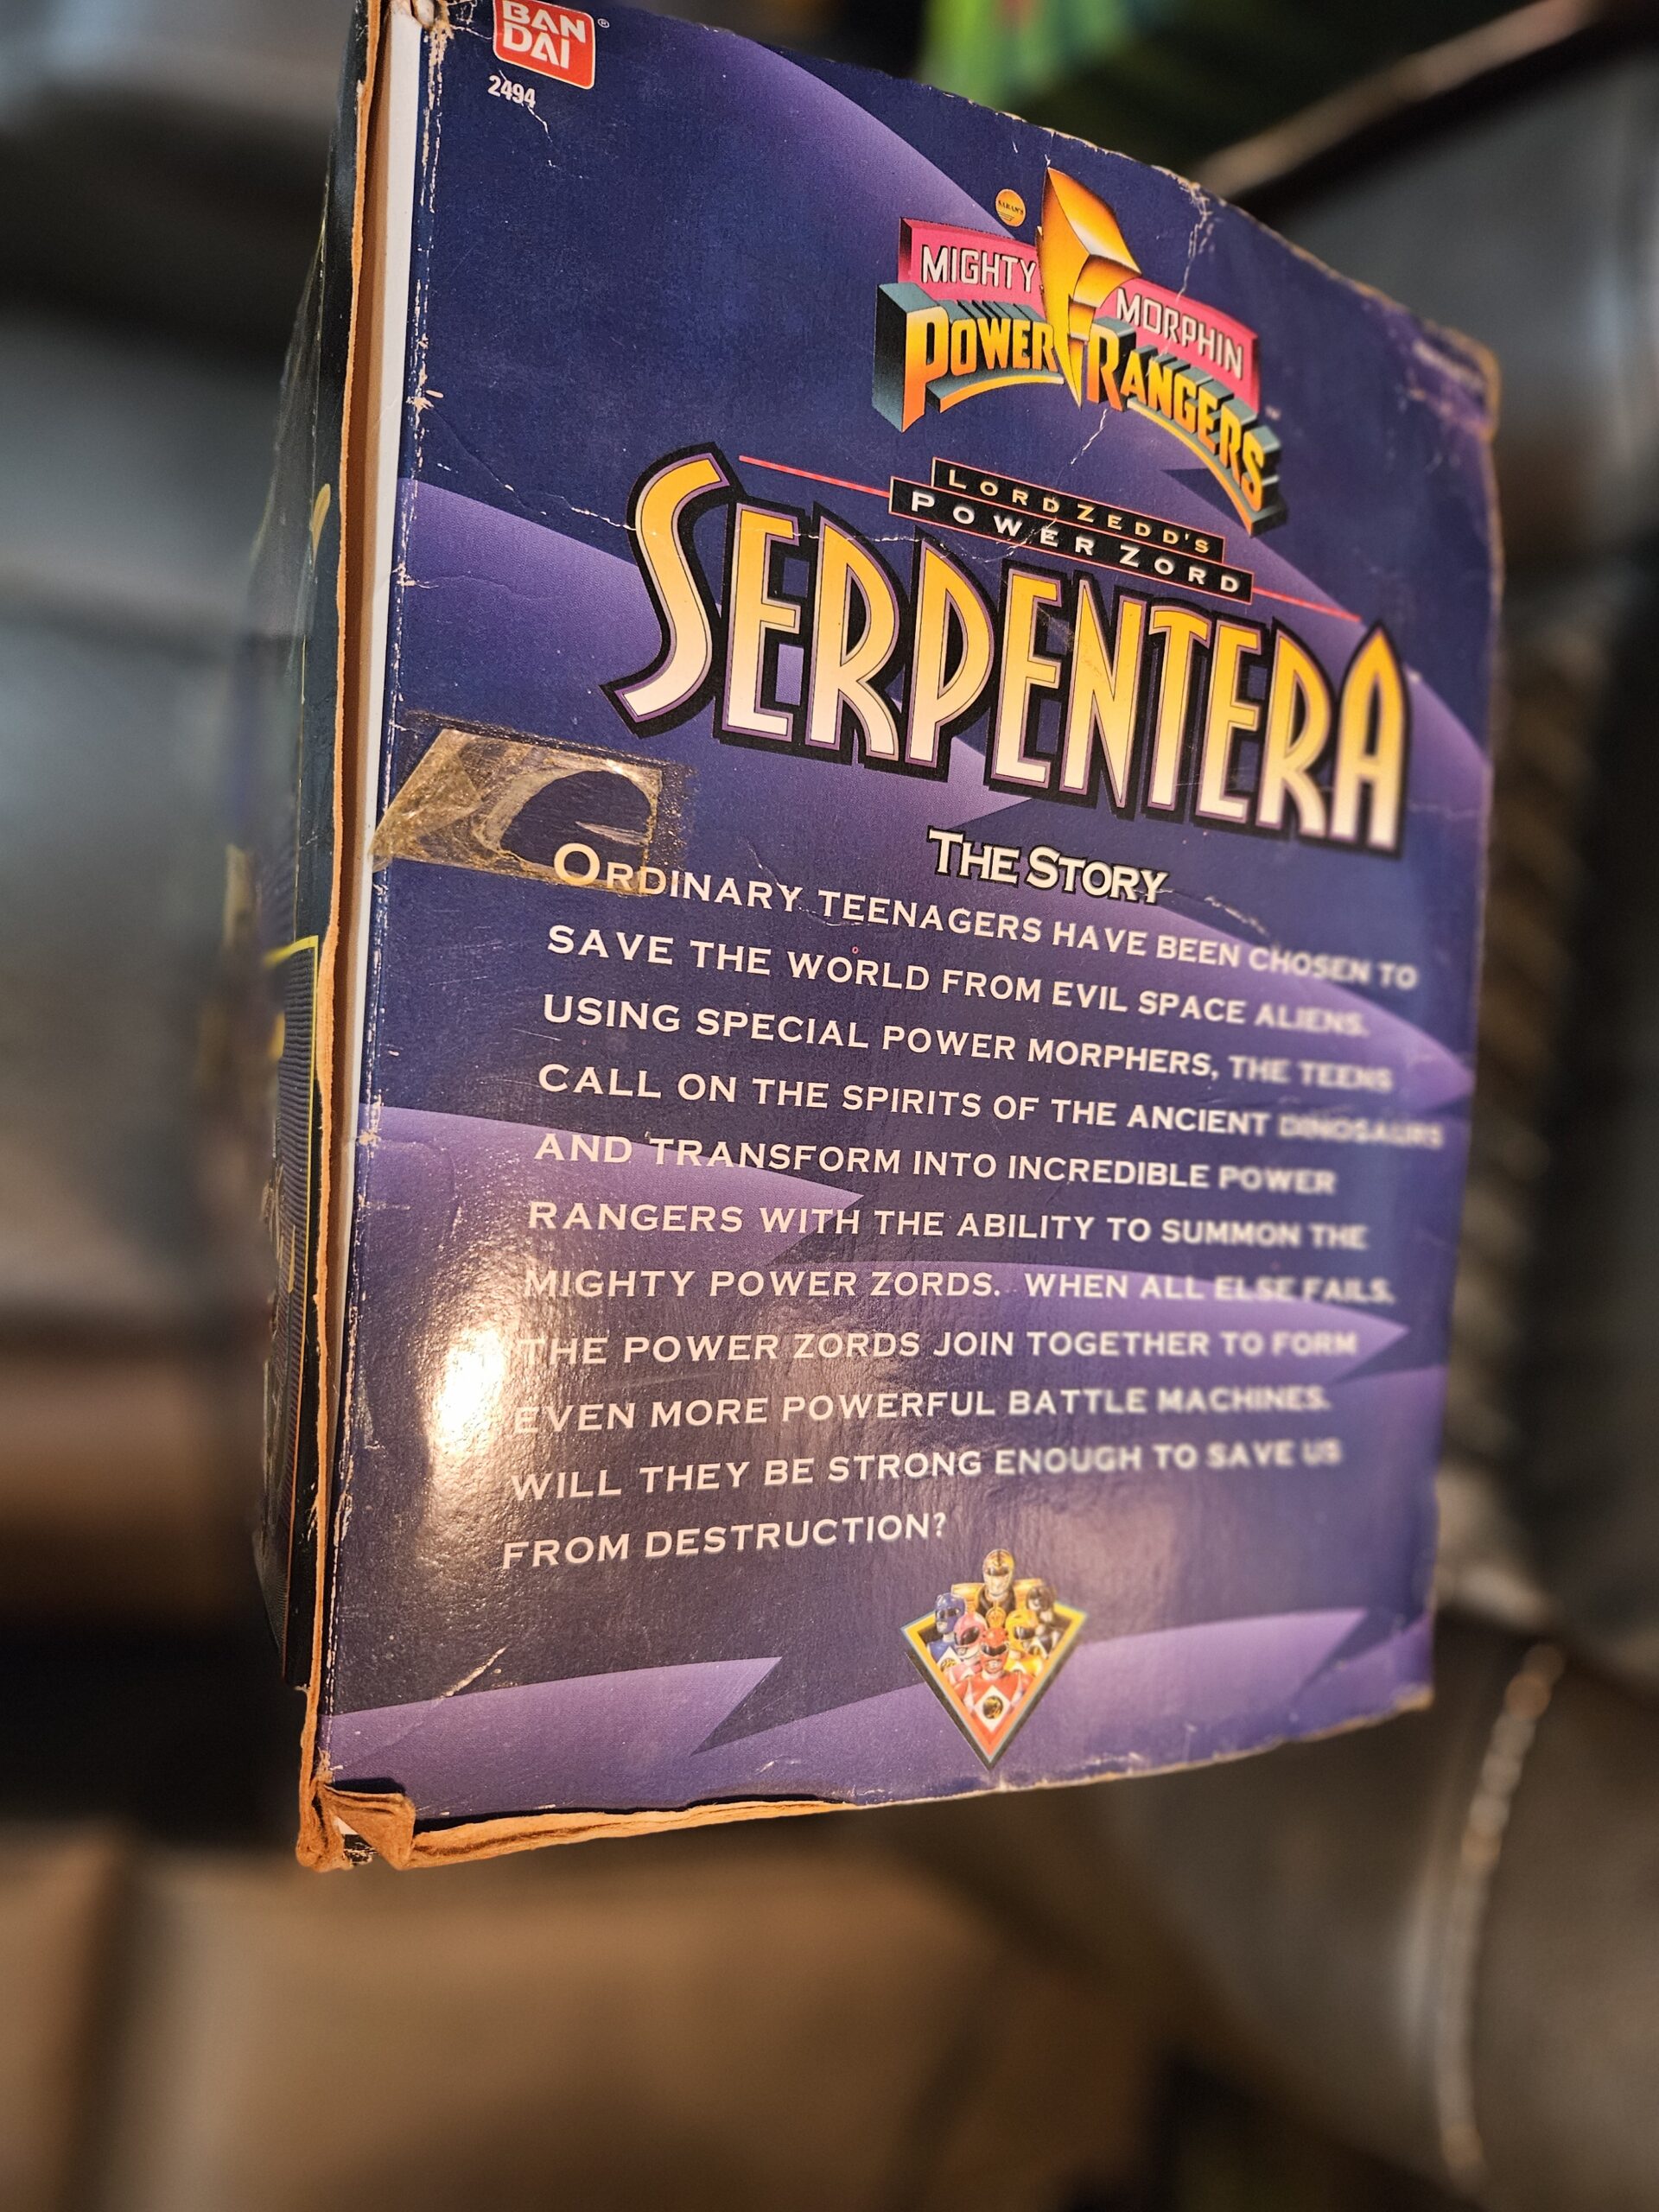 BAN
DAI ®
2494
SABAN'S
MIGHTY MORPHIN
POWER RANGERS
LORD ZEDD'S
POWER ZORD
SERPENTERA
THE STORY
ORDINARY TEENAGERS HAVE BEEN CHOSEN TO
SAVE THE WORLD FROM EVIL SPACE ALIENS.
USING SPECIAL POWER MORPHERS, THE TEENS
CALL ON THE SPIRITS OF THE ANCIENT DINOSAURS
AND TRANSFORM INTO INCREDIBLE POWER
RANGERS WITH THE ABILITY TO SUMMON THE
MIGHTY POWER ZORDS. WHEN ALL ELSE FAILS,
THE POWER ZORDS JOIN TOGETHER TO FORM
EVEN MORE POWERFUL BATTLE MACHINES.
WILL THEY BE STRONG ENOUGH TO SAVE US
FROM DESTRUCTION?